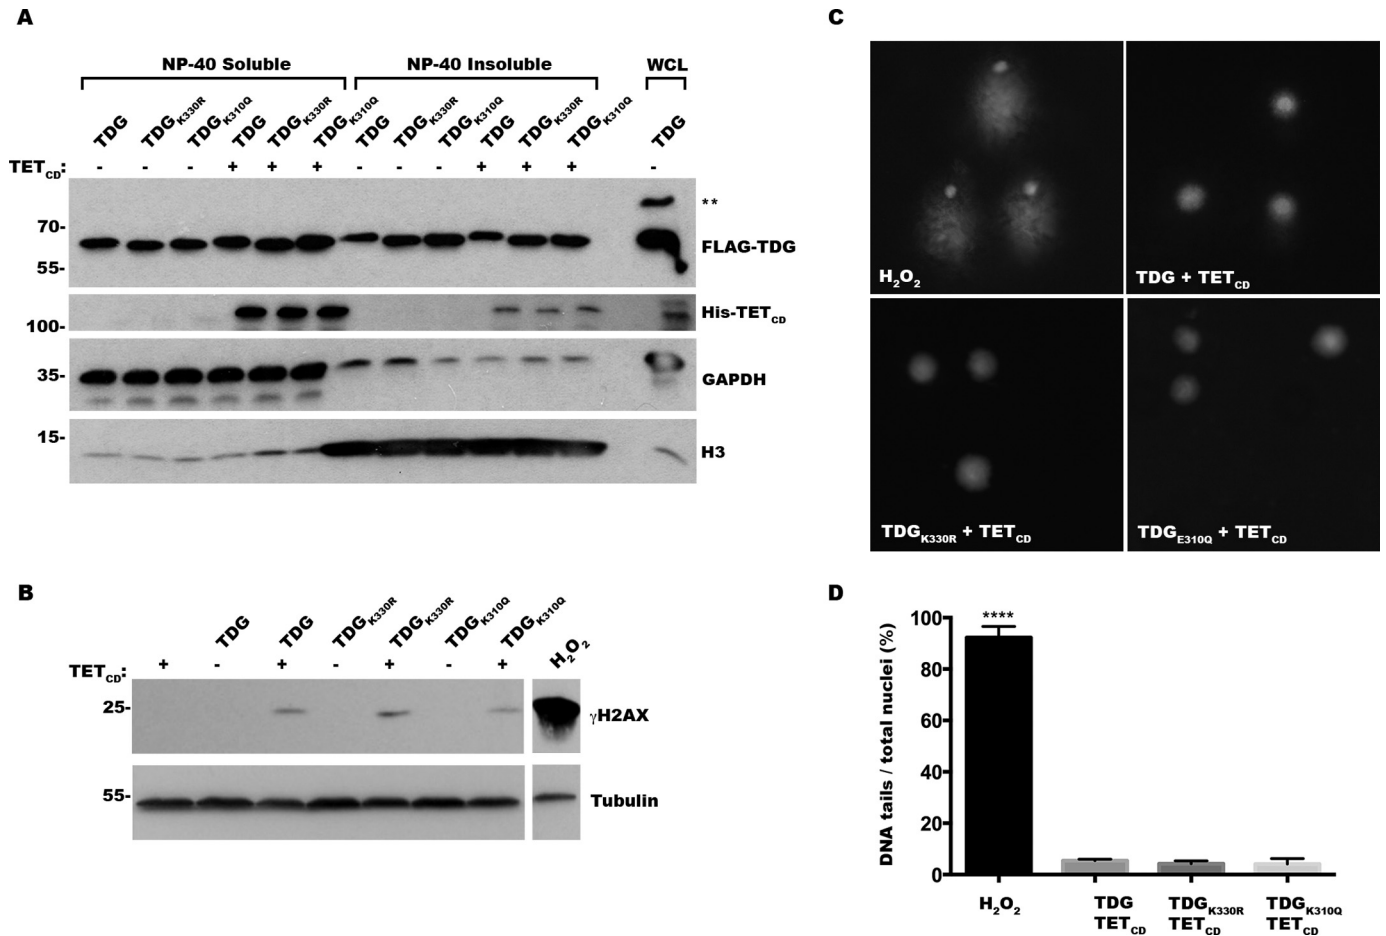 A
NP-40 Soluble NP-40 Insoluble WCL
TDG TDGK330R TDGK310Q TDG TDGK330R TDGK310Q TDG TDGK330R TDGK310Q TDG TDGK330R TDGK310Q TDG
TETCD: - - - + + + - - - + + + -
**
70-
FLAG-TDG
55-
His-TETCD
100-
35- GAPDH
15-
H3
B
TDG TDG TDGK330R TDGK330R TDGK310Q TDGK310Q H2O2
TETCD: + - + - + - +
25- γH2AX
55- Tubulin
C
H2O2
TDG + TETCD
TDGK330R + TETCD
TDGE310Q + TETCD
D
DNA tails / total nuclei (%)
100
80
60
40
20
0
****
H2O2 TDG TDGK330R TDGK310Q
TETCD TETCD TETCD